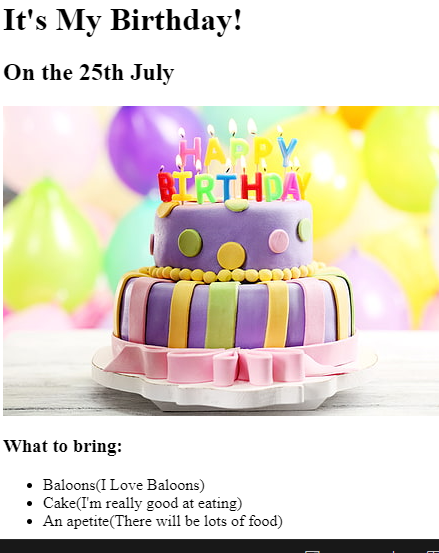 It's My Birthday!
On the 25th July
HAPPY
BIRTHDAY
What to bring:
Baloons(I Love Baloons)
Cake(I'm really good at eating)
An apetite(There will be lots of food)